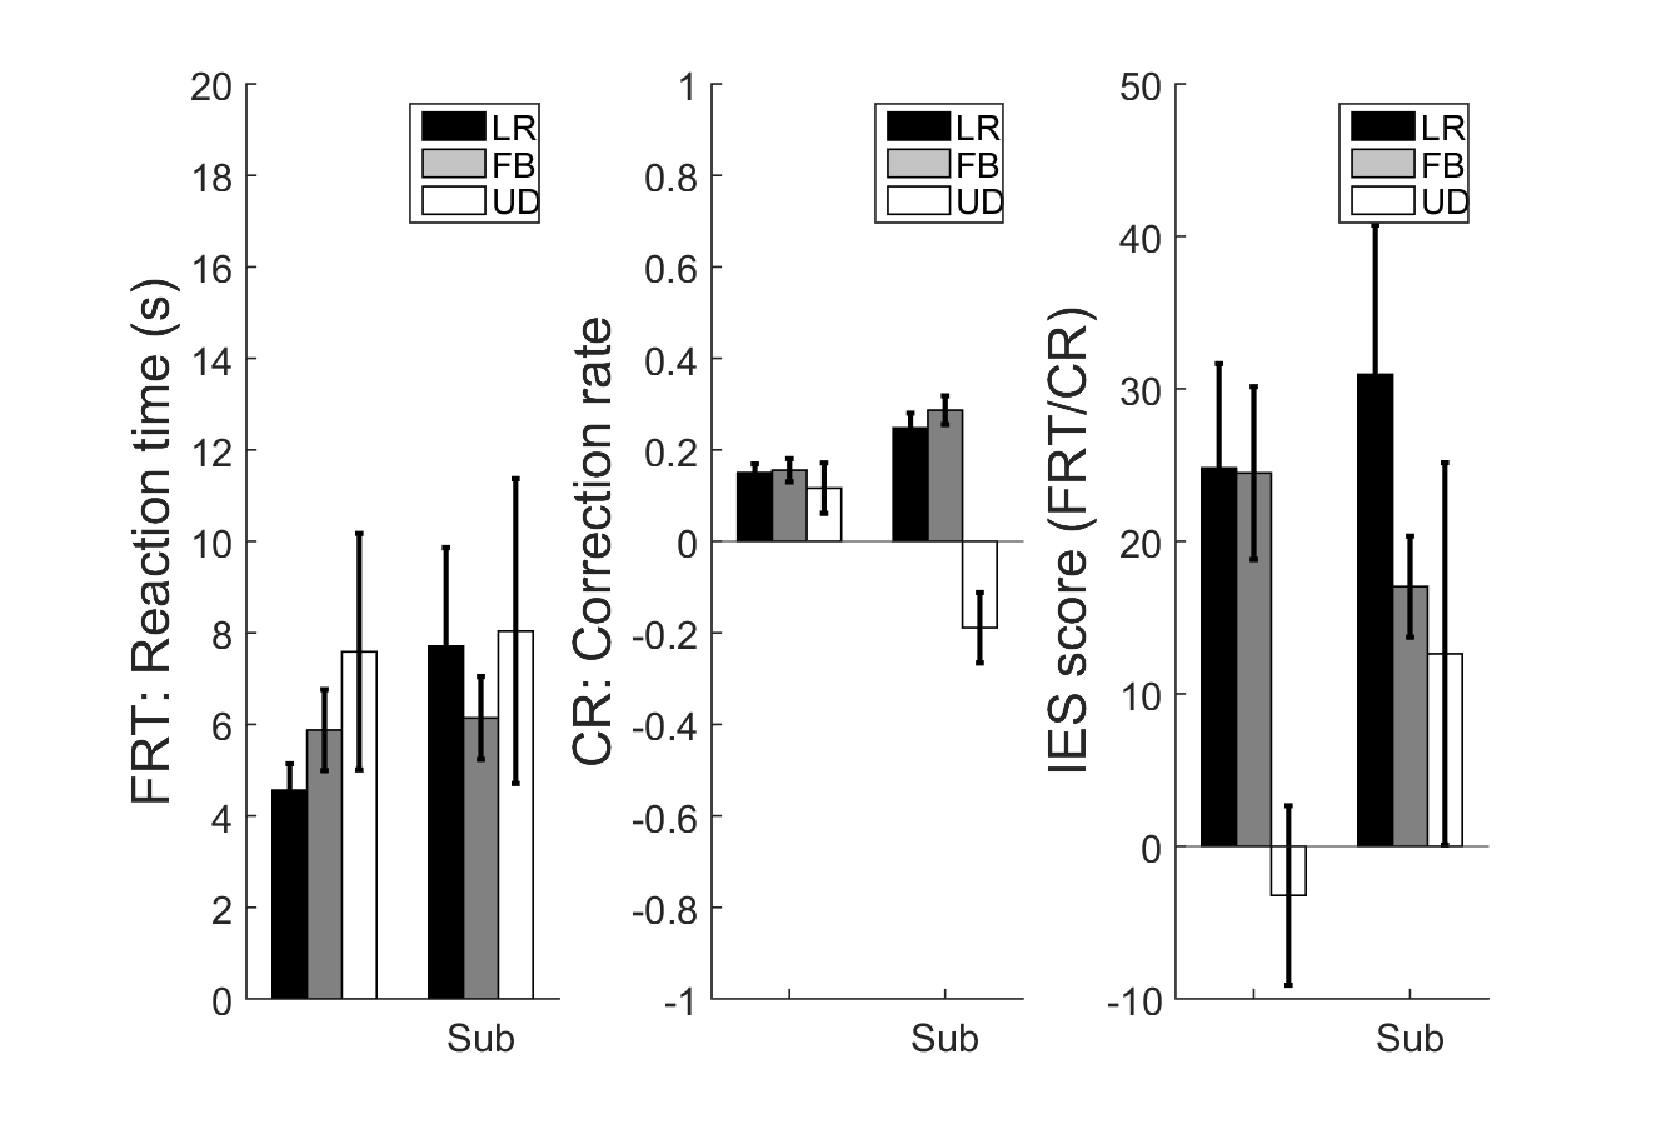 FRT: Reaction time (s)
20
18
16
14
12
10
8
6
4
2
0
LR
FB
UD
Sub
CR: Correction rate
1
0.8
0.6
0.4
0.2
0
-0.2
-0.4
-0.6
-0.8
-1
LR
FB
UD
Sub
IES score (FRT/CR)
50
40
30
20
10
0
-10
LR
FB
UD
Sub